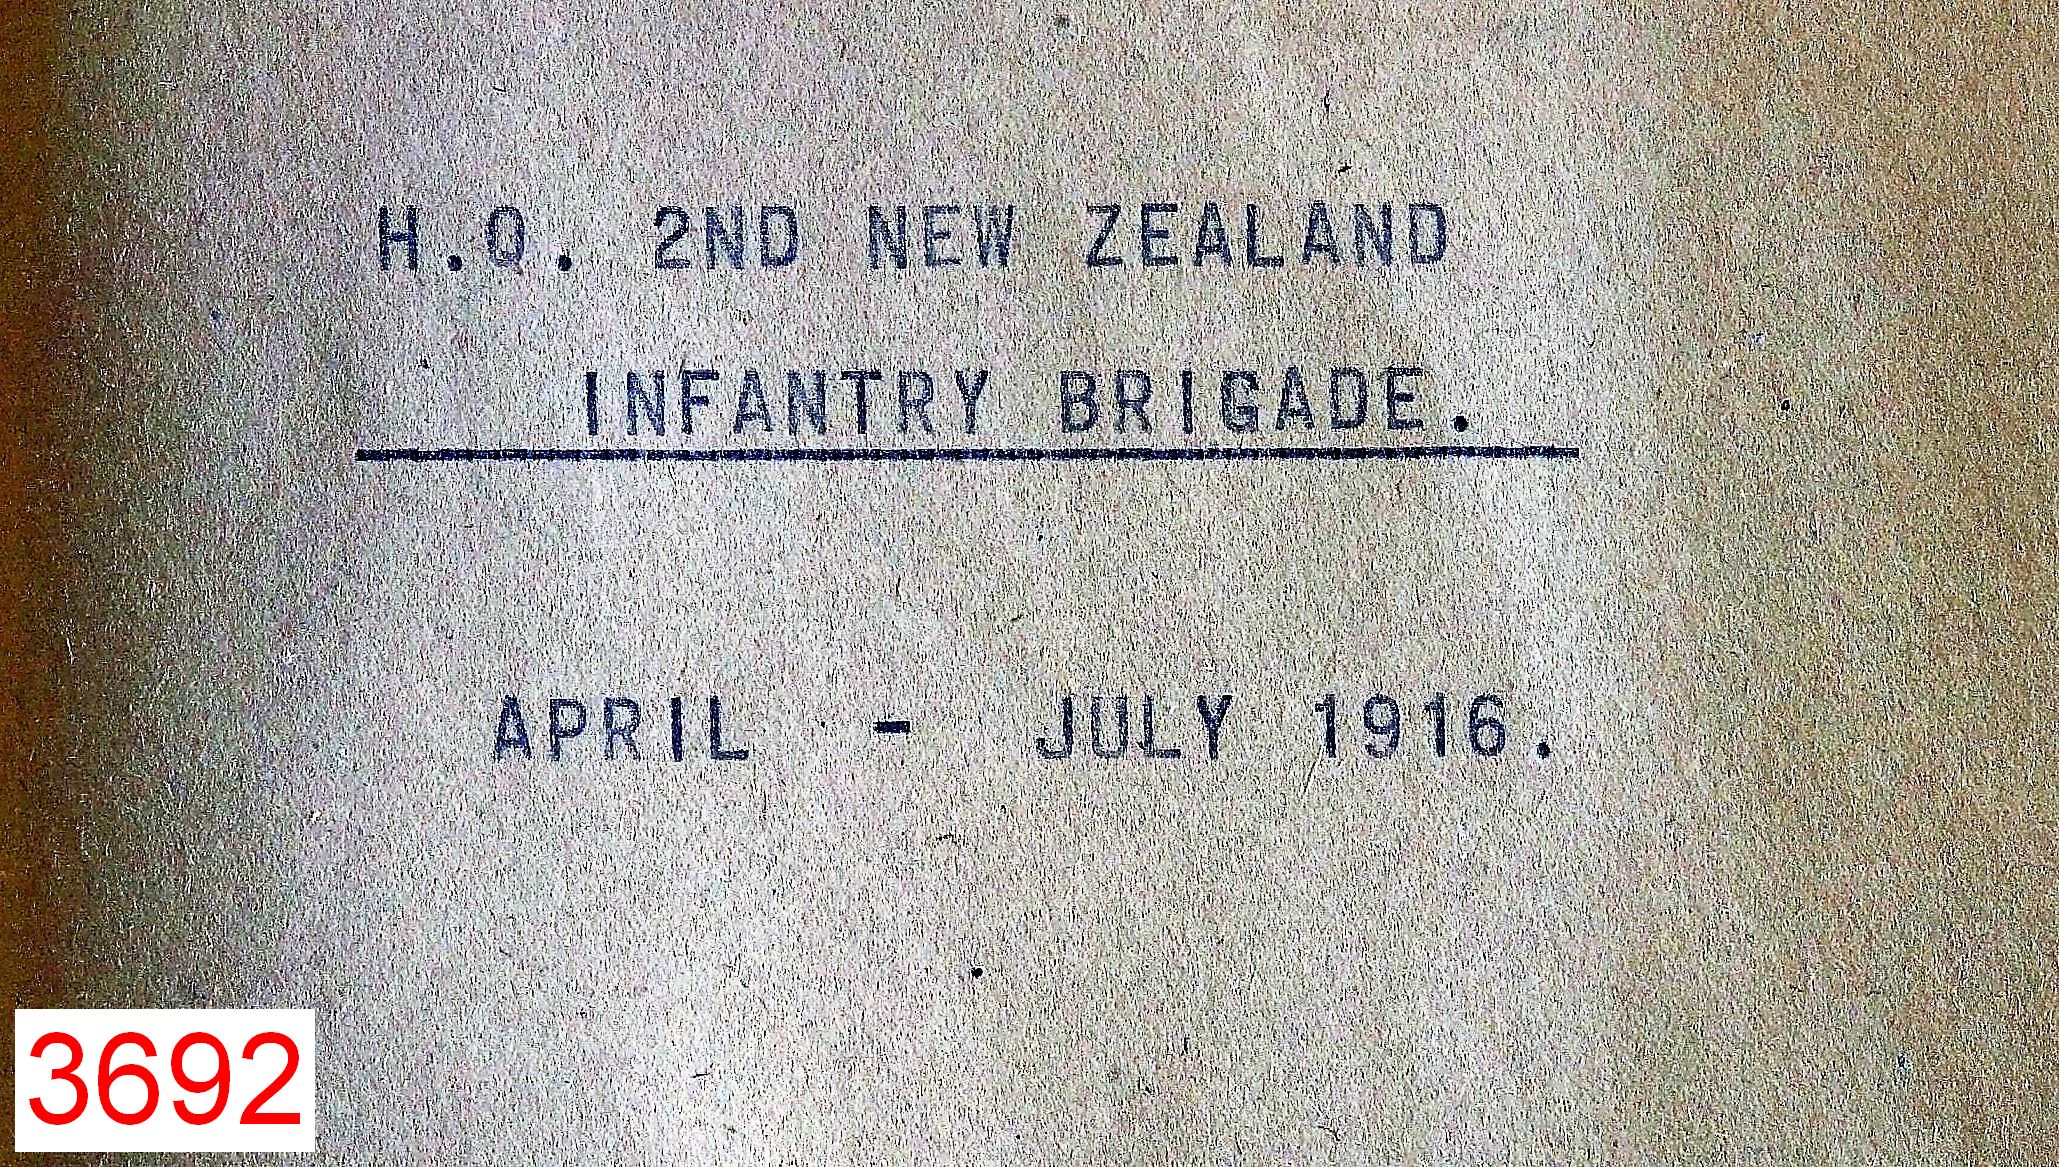 H.Q. 2ND NEW ZEALAND
INFANTRY BRIGADE.
APRIL - JULY 1916.
3692